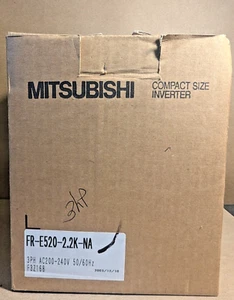 MITSUBISHI
COMPACT SIZE
INVERTER
3hp
FR-E520-2.2K-NA
3PH AC200-240V 50/60Hz